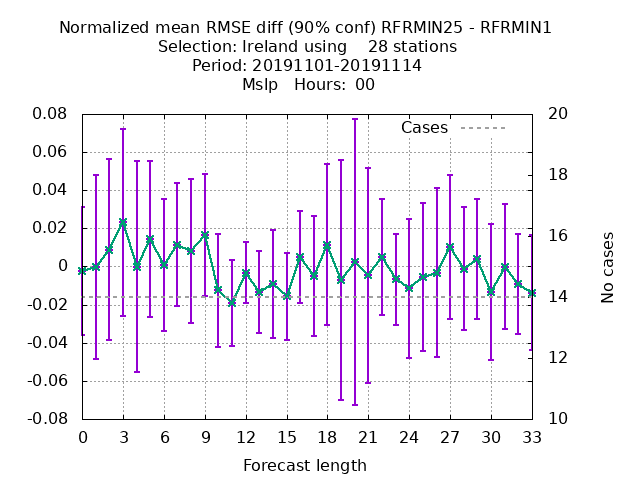 Normalized mean RMSE diff (90% conf) RFRMIN25 - RFRMIN1
Selection: Ireland using    28 stations
Period: 20191101-20191114
Mslp   Hours: 00
Cases
0.08
0.06
0.04
0.02
0
-0.02
-0.04
-0.06
-0.08
20
18
16
14
12
10
No cases
0 3 6 9 12 15 18 21 24 27 30 33
Forecast length